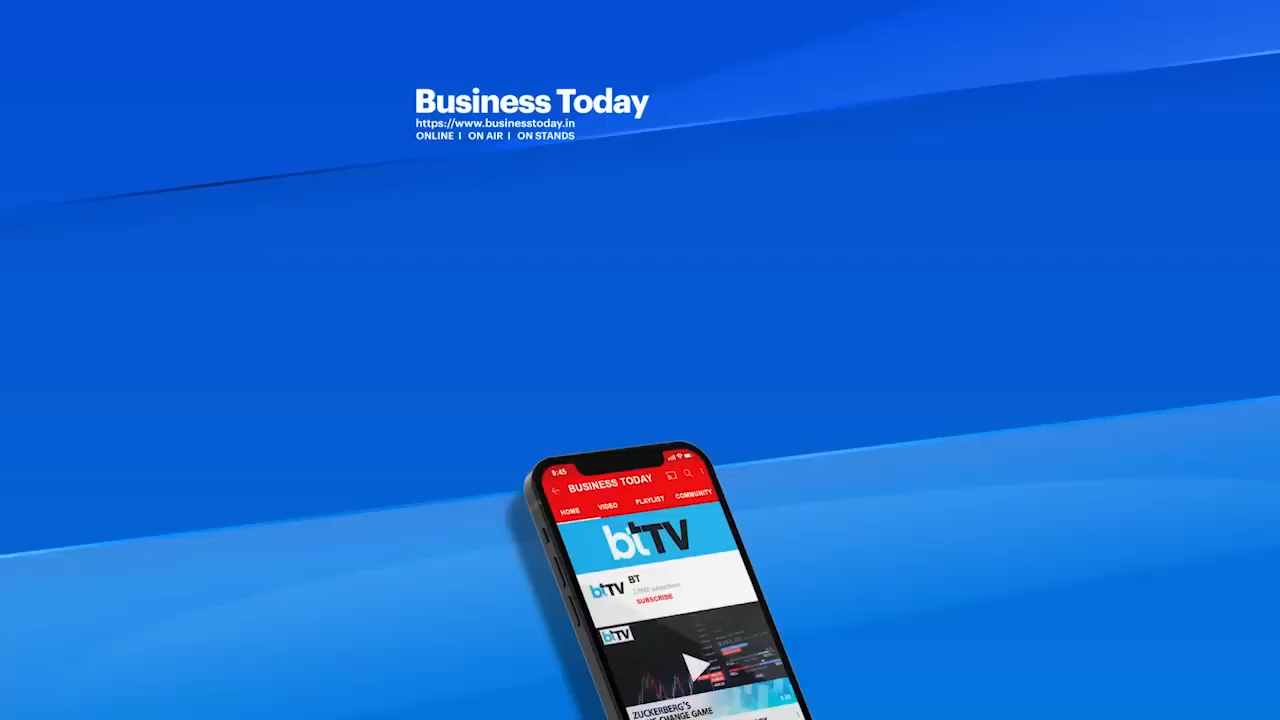 Business Today
https://www.businesstoday.in
ONLINE I ON AIR I ON STANDS
9:45
BUSINESS TODAY
HOME VIDEO PLAYLIST COMMUNITY
btTV
btTV BT
subscribers
SUBSCRIBE
btTV
ZUCKERBERG'S
CHANGE GAME